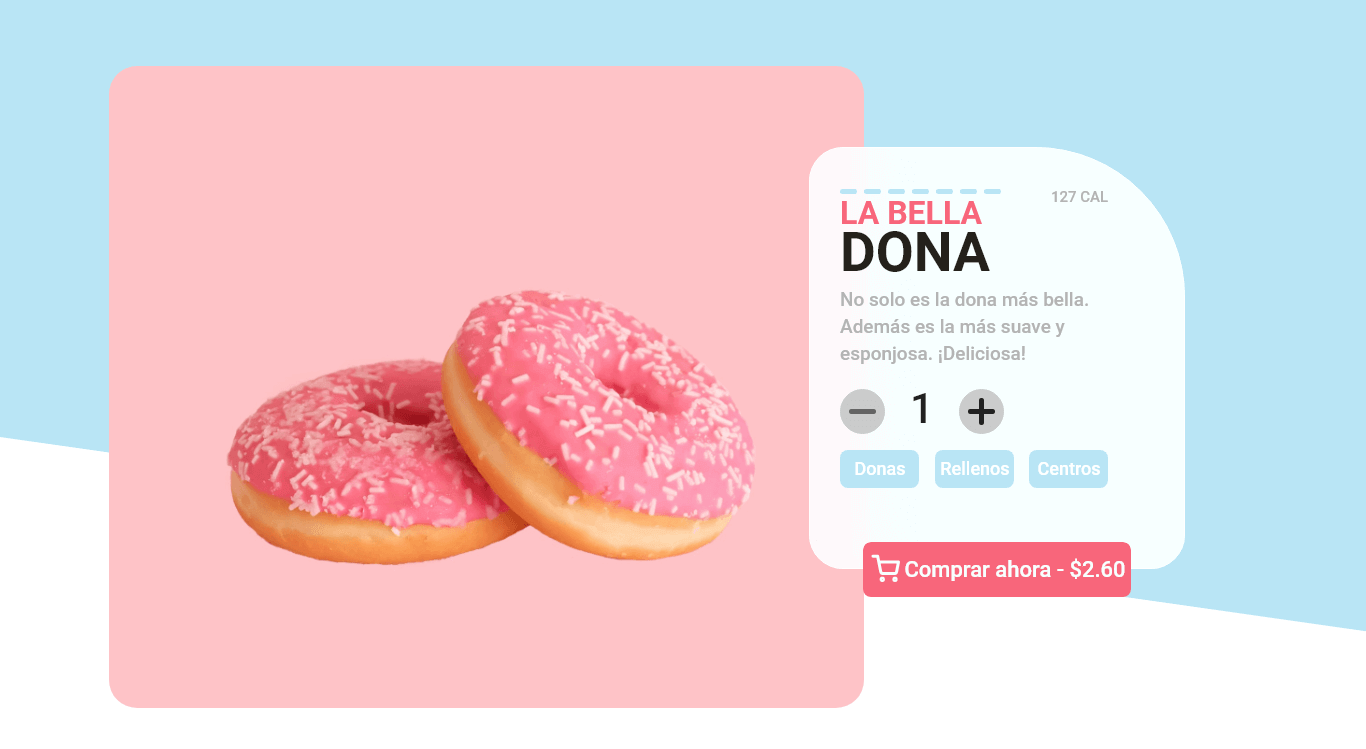 127 CAL
LA BELLA
DONA
No solo es la dona más bella.
Además es la más suave y
esponjosa. ¡Deliciosa!
1
Donas Rellenos Centros
Comprar ahora - $2.60